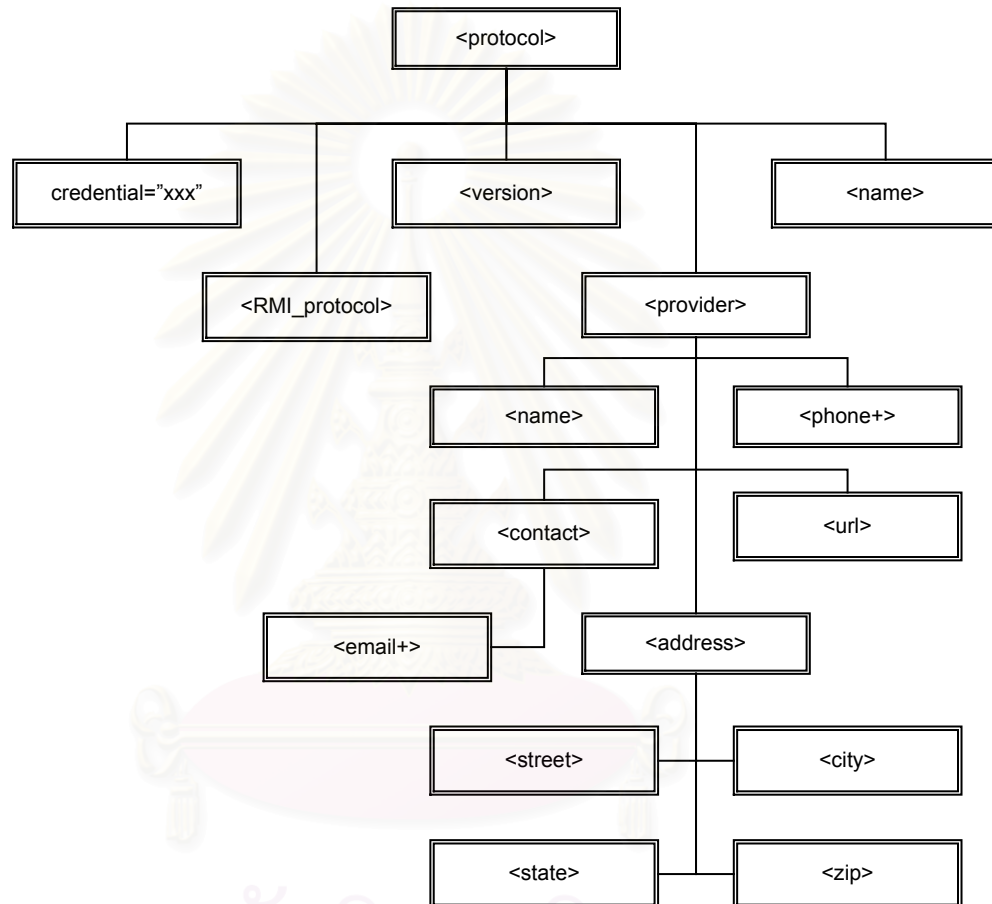 <protocol>
credential=”xxx”
<version>
<name>
<RMI_protocol>
<provider>
<name>
<phone+>
<contact>
<url>
<email+>
<address>
<street>
<city>
<state>
<zip>